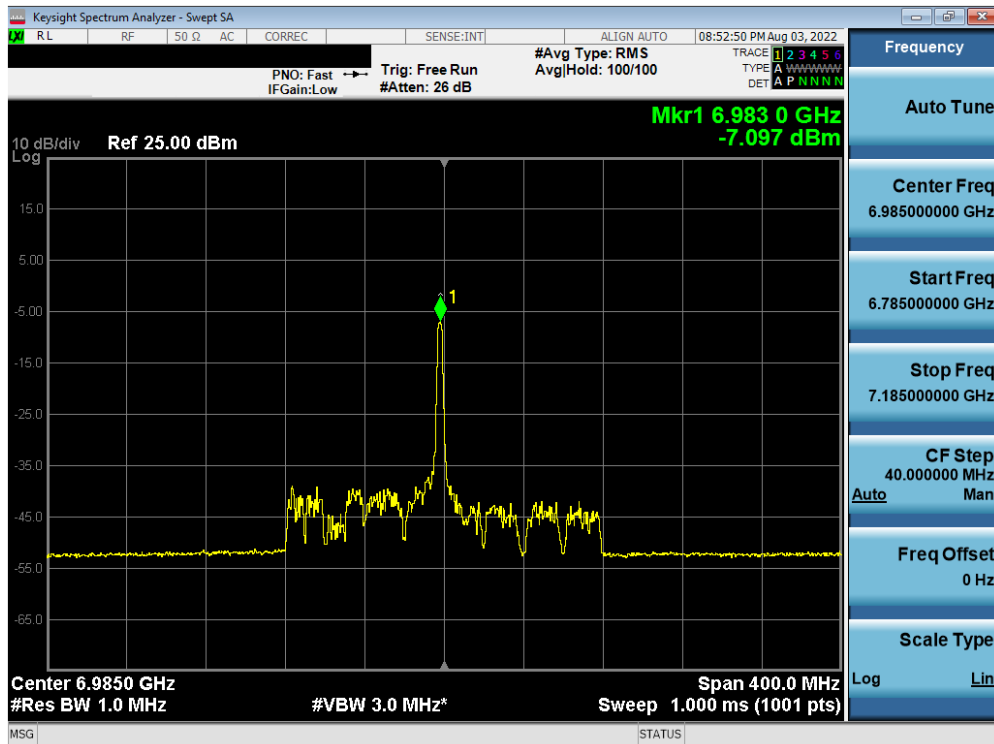 Keysight Spectrum Analyzer - Swept SA
LXI RL RF 50 Ω AC CORREC SENSE:INT ALIGN AUTO 08:52:50 PM Aug 03, 2022
Frequency
PNO: Fast Trig: Free Run #Avg Type: RMS TRACE 1 2 3 4 5 6
IFGain:Low #Atten: 26 dB Avg|Hold: 100/100 TYPE A WWWWW
DET A P N N N N
Auto Tune
Mkr1 6.983 0 GHz
-7.097 dBm
10 dB/div Ref 25.00 dBm
Log
15.0
5.00
-5.00
-15.0
-25.0
-35.0
-45.0
-55.0
-65.0
1
Center Freq
6.985000000 GHz
Start Freq
6.785000000 GHz
Stop Freq
7.185000000 GHz
CF Step
40.000000 MHz
Auto Man
Freq Offset
0 Hz
Scale Type
Log Lin
Center 6.9850 GHz Span 400.0 MHz
#Res BW 1.0 MHz #VBW 3.0 MHz* Sweep 1.000 ms (1001 pts)
MSG STATUS